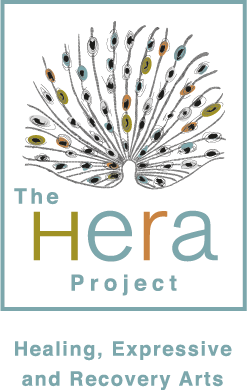 The
Hera
Project
Healing, Expressive
and Recovery Arts